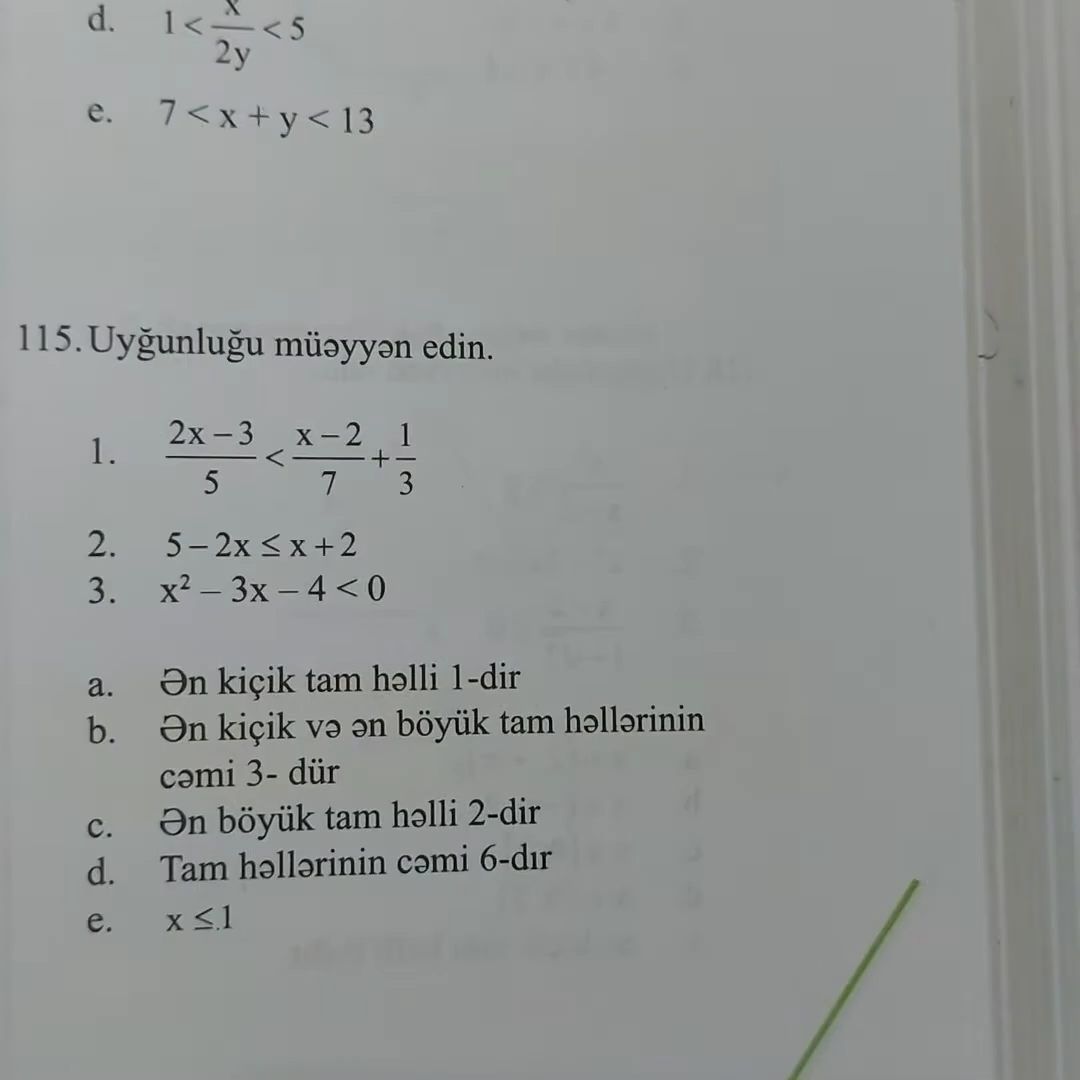 d. 1 < x/2y < 5
e. 7 < x + y < 13
115. Uyğunluğu müəyyən edin.
1. (2x – 3)/5 < (x – 2)/7 + 1/3
2. 5 – 2x ≤ x + 2
3. x² – 3x – 4 < 0
a. Ən kiçik tam həlli 1-dir
b. Ən kiçik və ən böyük tam həllərinin
cəmi 3- dür
c. Ən böyük tam həlli 2-dir
d. Tam həllərinin cəmi 6-dır
e. x ≤ 1